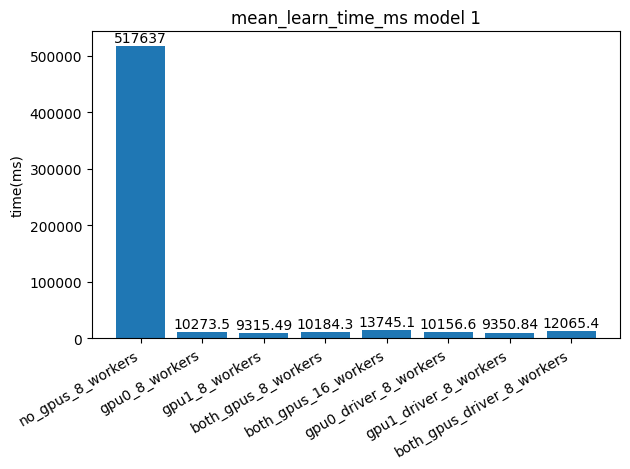 mean_learn_time_ms model 1
517637
500000
400000
time(ms)
300000
200000
100000
10273.5 9315.49 10184.3 13745.1 10156.6 9350.84 12065.4
0
no_gpus_8_workers
gpu0_8_workers
gpu1_8_workers
both_gpus_8_workers
both_gpus_16_workers
gpu0_driver_8_workers
gpu1_driver_8_workers
both_gpus_driver_8_workers